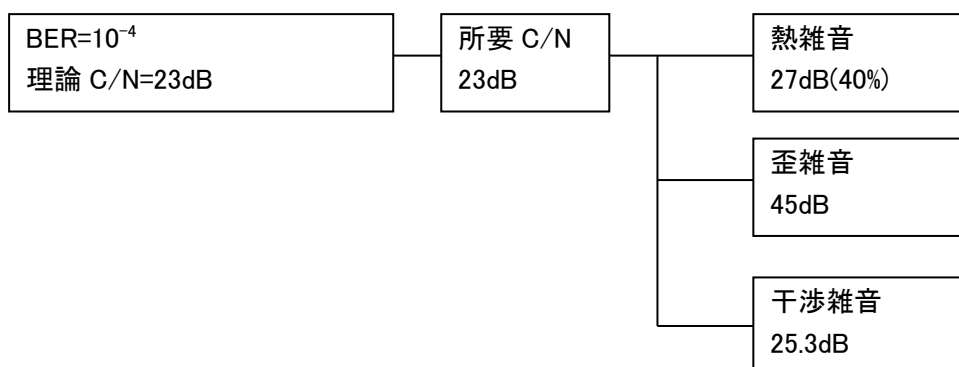 BER=10⁻⁴
理論 C/N=23dB
所要 C/N
23dB
熱雑音
27dB(40%)
歪雑音
45dB
干渉雑音
25.3dB